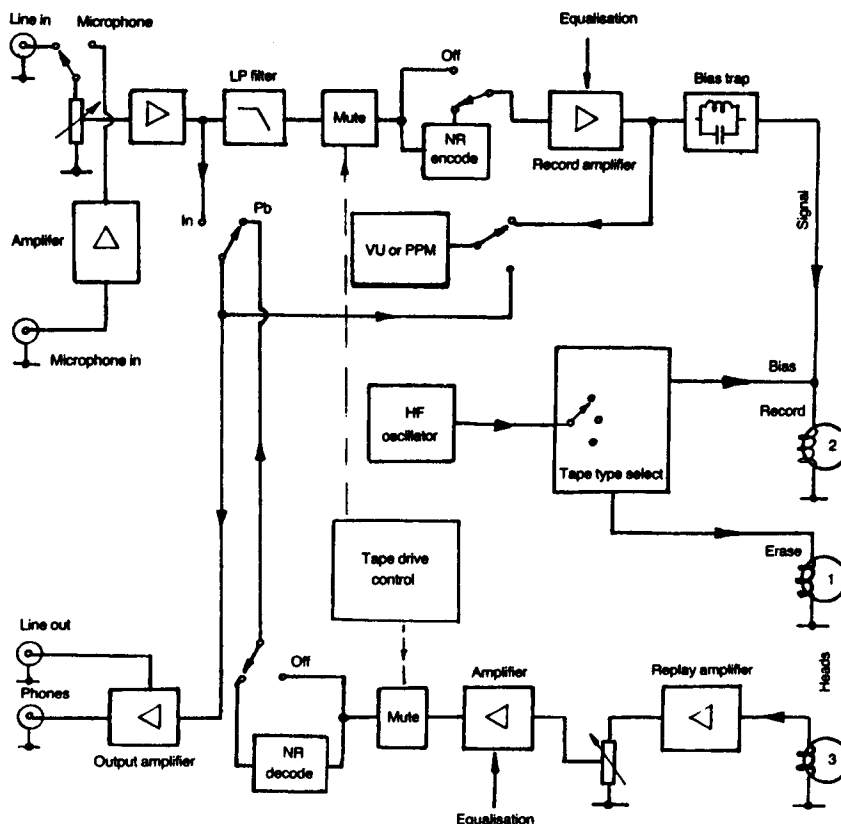 Line in
Microphone
Equalisation
LP filter
Off
Bias trap
Mute
NR
encode
Record amplifier
In
Pb
Amplifer
VU or PPM
Signal
Microphone in
Bias
Record
HF
oscillator
2
Tape type select
Tape drive
control
Erase
1
Line out
Off
Amplifier
Replay amplifier
Heads
Phones
Mute
Output amplifier
NR
decode
3
Equalisation